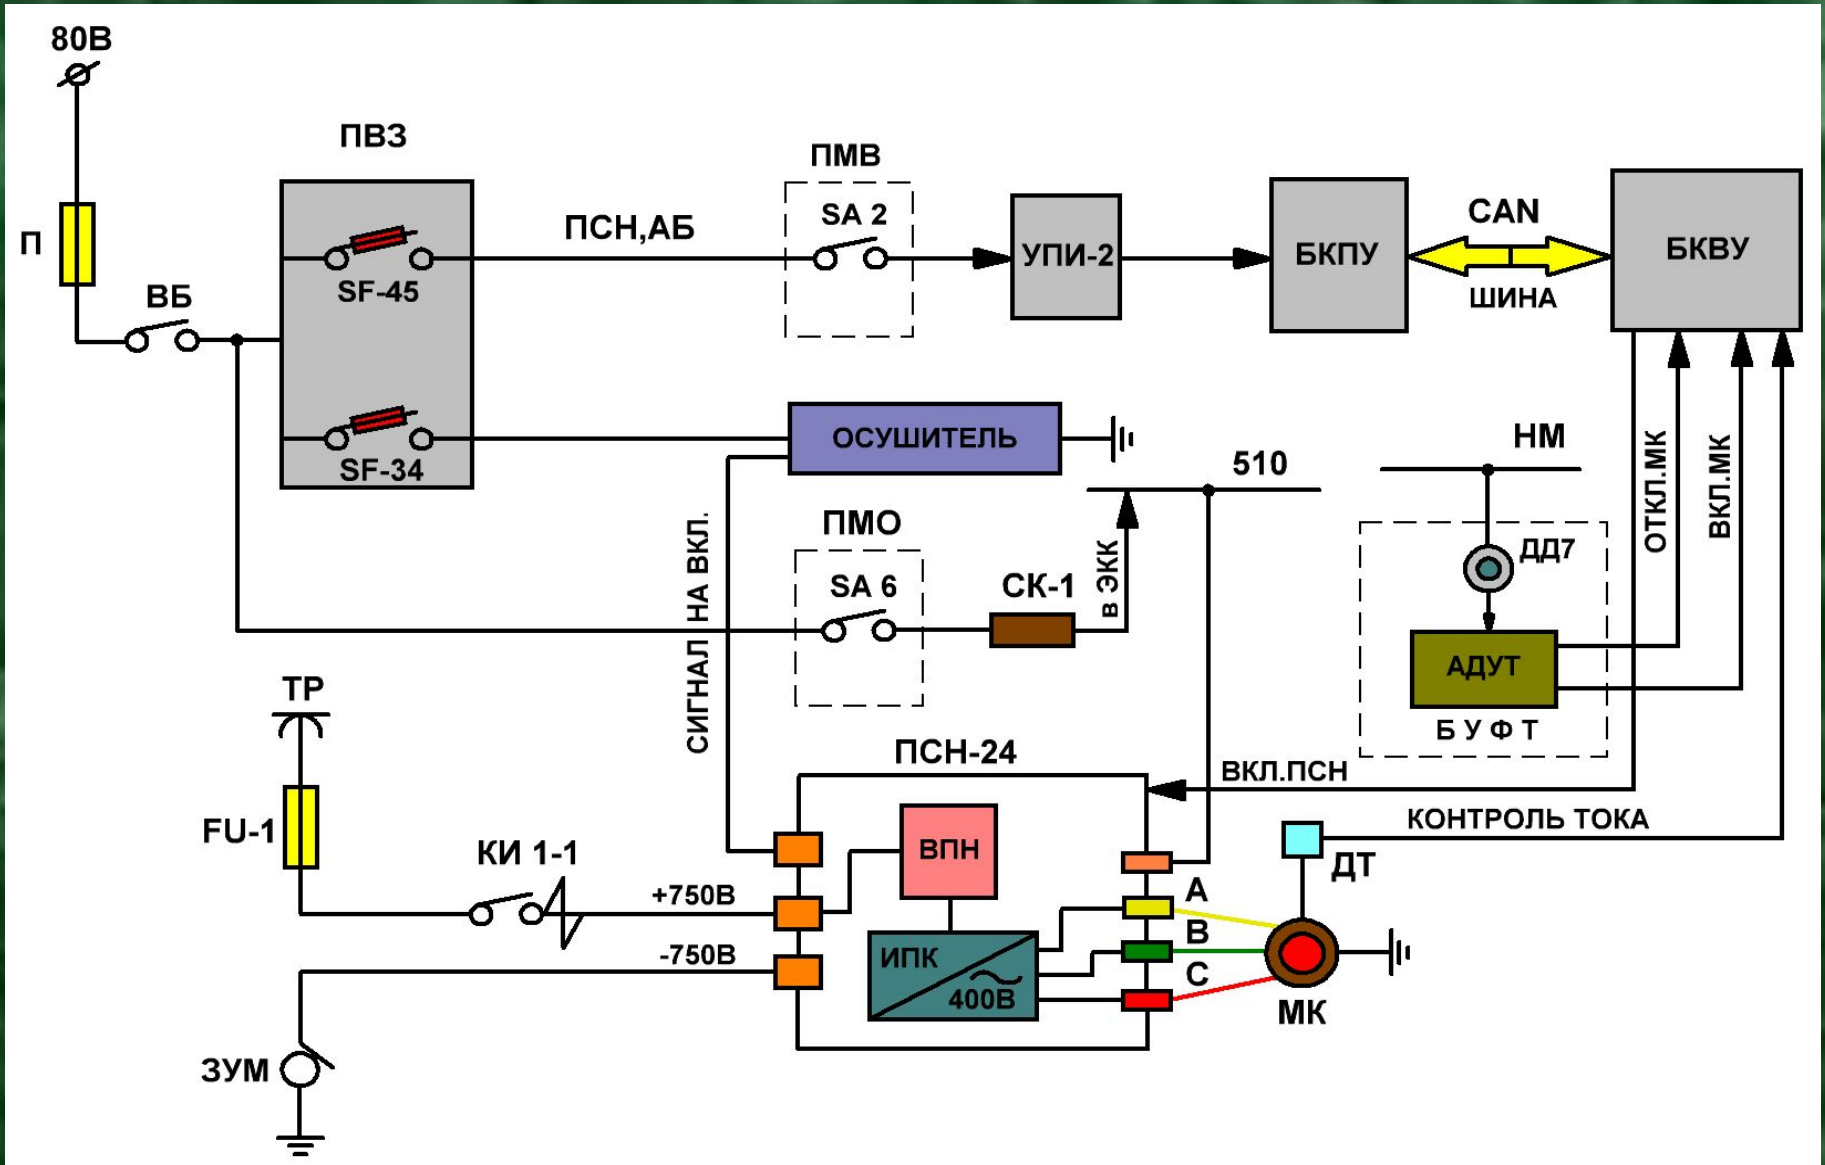 80В
ПВЗ
ПМВ
SA 2
ПСН,АБ
CAN
П
УПИ-2
БКПУ
БКВУ
SF-45
ШИНА
ВБ
ОСУШИТЕЛЬ
SF-34
510
НМ
ОТКЛ.МК
ВКЛ.МК
ПМО
SA 6
СК-1
в ЭКК
СИГНАЛ НА ВКЛ.
ДД7
АДУТ
Б У Ф Т
ТР
ПСН-24
ВКЛ.ПСН
FU-1
КОНТРОЛЬ ТОКА
КИ 1-1
ВПН
ДТ
+750В
А
В
-750В
ИПК
С
400В
МК
ЗУМ